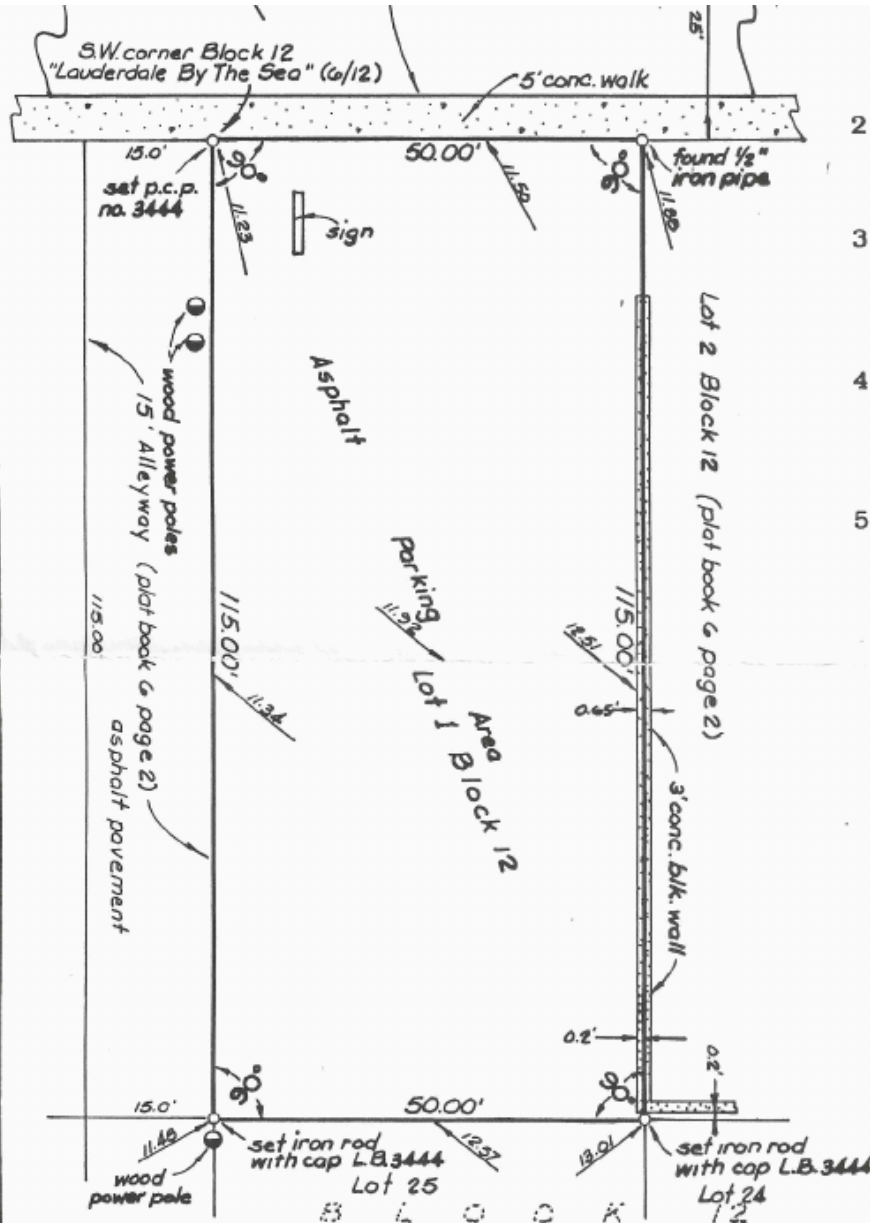 25'
S.W. corner Block 12
"Lauderdale By The Sea" (6/12)
5' conc. walk
2
15.0'
90°
50.00'
90°
found 1/2"
iron pipe
set p.c.p.
no. 3444
11.23
11.50
11.88
sign
3
Lot 2 Block 12 (plat book 6 page 2)
wood power poles
15' Alleyway (plat book 6 page 2)
asphalt pavement
Asphalt
4
parking
5
115.00'
115.00'
11.92
12.51
115.00'
Lot 1 Block 12
Area
11.34
0.65'
3' conc. blk. wall
0.2'
0.2'
90°
90°
15.0'
50.00'
11.48
set iron rod
with cap L.B. 3444
12.57
13.01
set iron rod
with cap L.B. 3444
wood
power pole
Lot 25
Lot 24
B L O C K 12